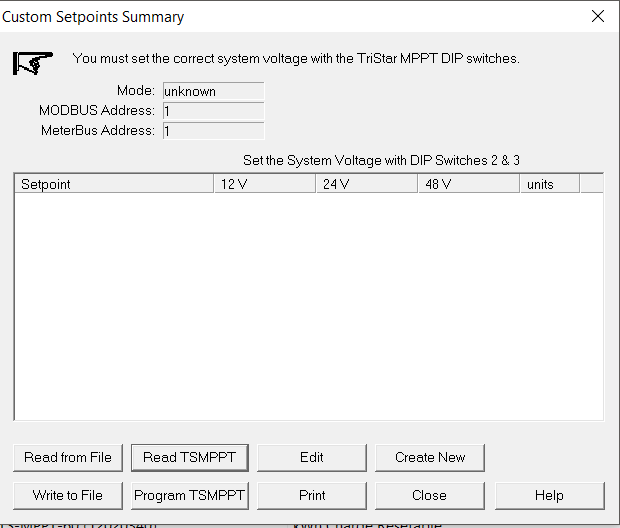 Custom Setpoints Summary
You must set the correct system voltage with the TriStar MPPT DIP switches.
Mode: unknown
MODBUS Address: 1
MeterBus Address: 1
Set the System Voltage with DIP Switches 2 & 3
Setpoint 12 V 24 V 48 V units
Read from File Read TSMPPT Edit Create New
Write to File Program TSMPPT Print Close Help